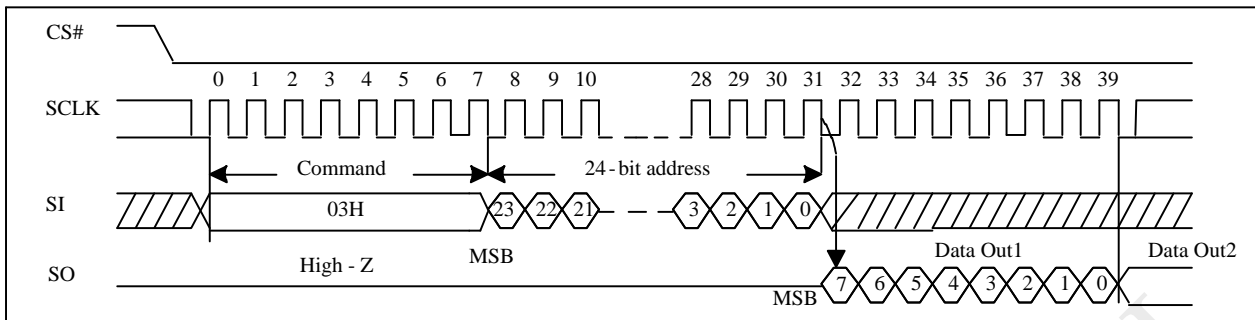 CS#
0 1 2 3 4 5 6 7 8 9 10 28 29 30 31 32 33 34 35 36 37 38 39
SCLK
Command 24-bit address
SI 03H 23 22 21 3 2 1 0
High - Z MSB Data Out1 Data Out2
SO MSB 7 6 5 4 3 2 1 0